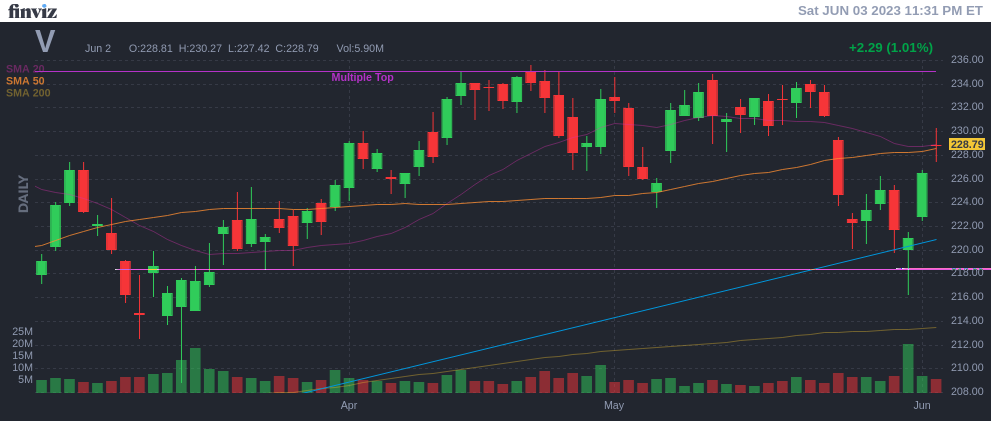 finviz
Sat JUN 03 2023 11:31 PM ET
V
Jun 2 O:228.81 H:230.27 L:227.42 C:228.79 Vol:5.90M
+2.29 (1.01%)
SMA 20
SMA 50
SMA 200
Multiple Top
DAILY
236.00
234.00
232.00
230.00
228.79
228.00
226.00
224.00
222.00
220.00
218.00
216.00
214.00
212.00
210.00
208.00
25M
20M
15M
10M
5M
Apr
May
Jun